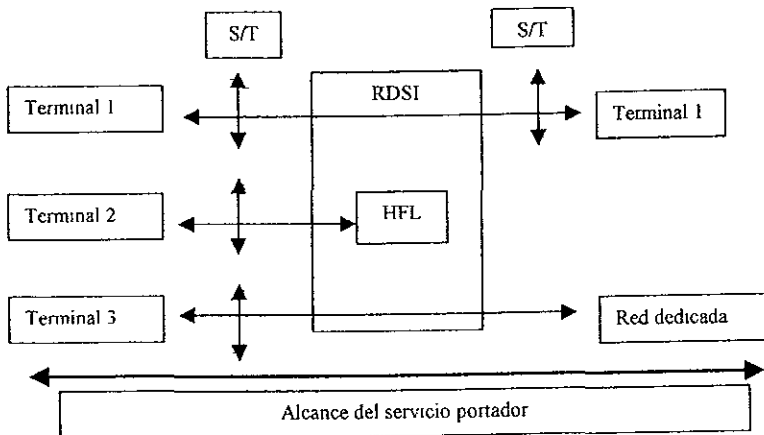 S/T
S/T
RDSI
Terminal 1
Terminal 1
Terminal 2
HFL
Terminal 3
Red dedicada
Alcance del servicio portador